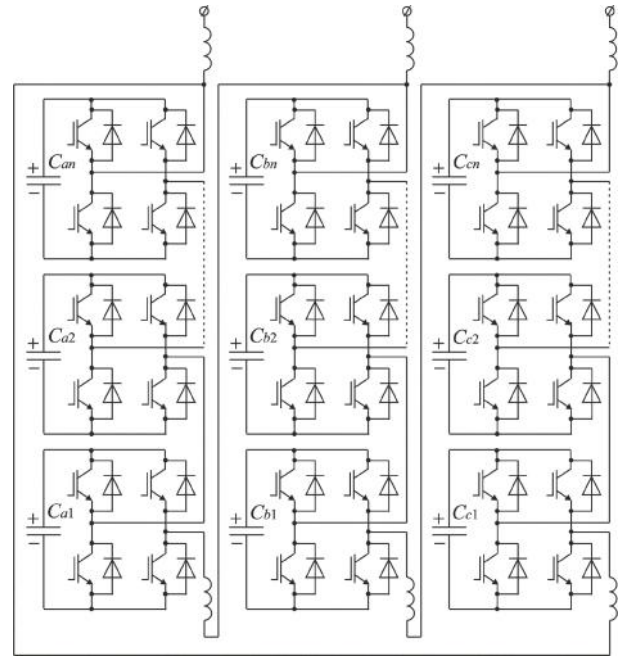 + Can −
+ Cbn −
+ Ccn −
+ Ca2 −
+ Cb2 −
+ Cc2 −
+ Ca1 −
+ Cb1 −
+ Cc1 −